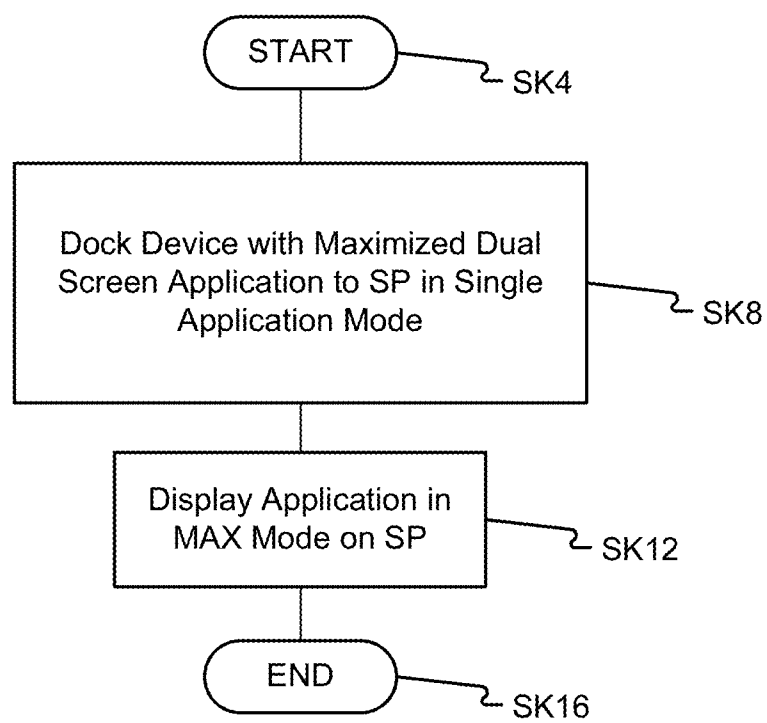 START
SK4
Dock Device with Maximized Dual
Screen Application to SP in Single
Application Mode
SK8
Display Application in
MAX Mode on SP
SK12
END
SK16